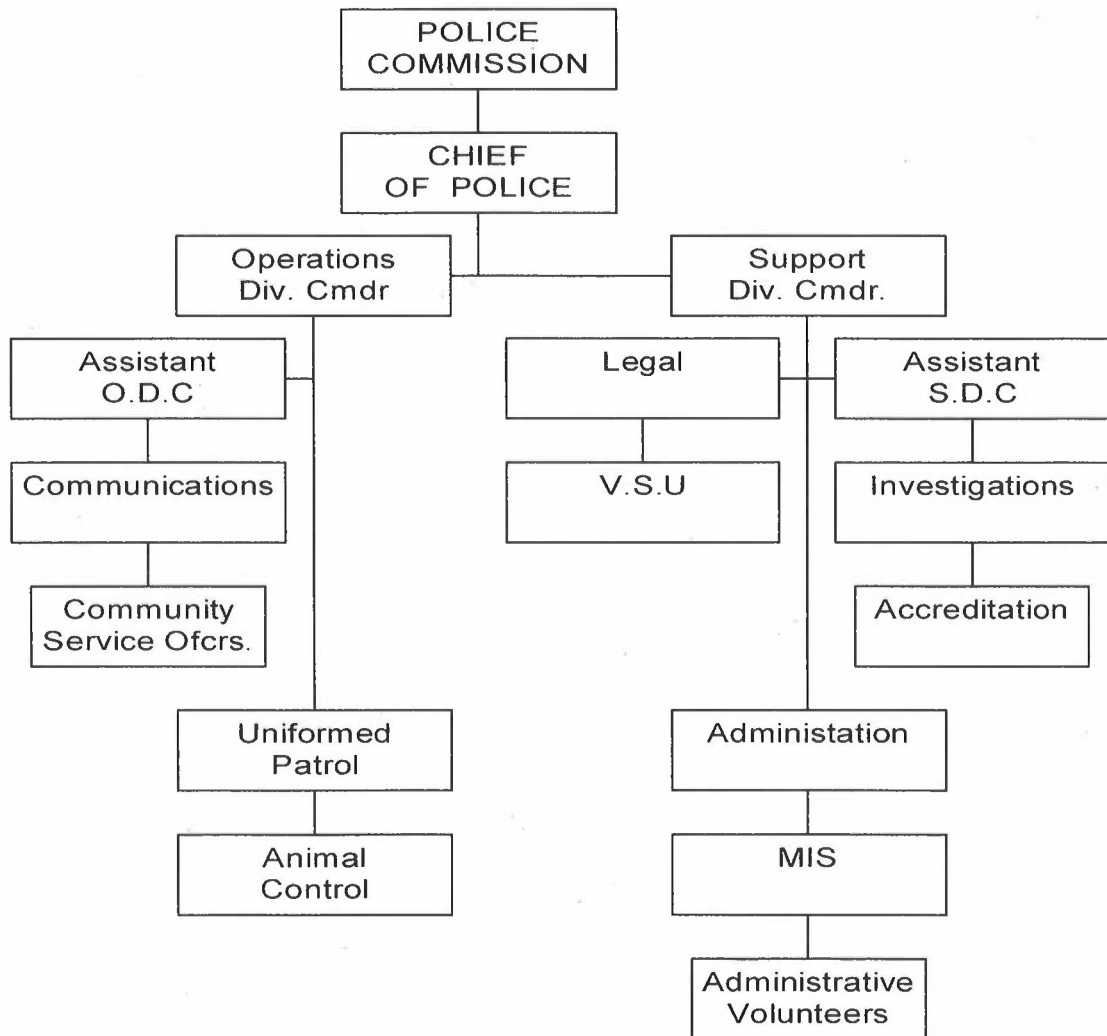 POLICE
COMMISSION
CHIEF
OF POLICE
Operations
Div. Cmdr
Support
Div. Cmdr.
Assistant
O.D.C
Legal
Assistant
S.D.C
Communications
V.S.U
Investigations
Community
Service Ofcrs.
Accreditation
Uniformed
Patrol
Administation
Animal
Control
MIS
Administrative
Volunteers